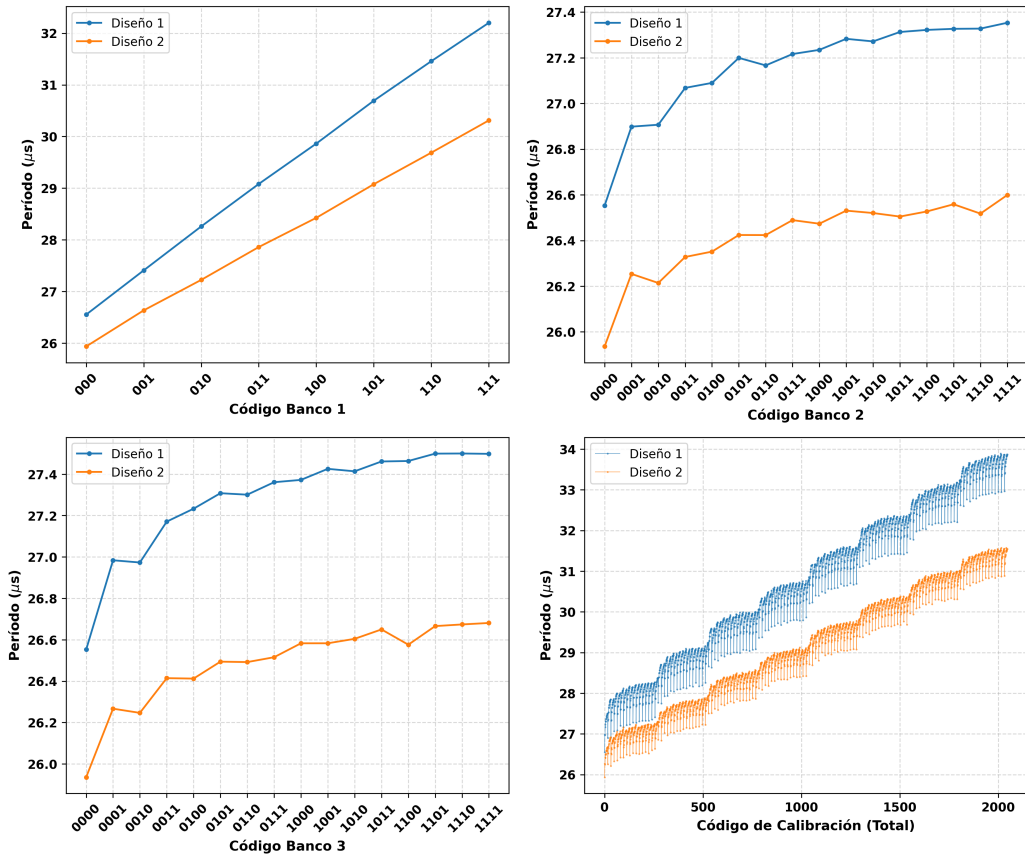 Diseño 1
Diseño 2
32
31
30
29
28
27
26
Período (μs)
000 001 010 011 100 101 110 111
Código Banco 1
Diseño 1
Diseño 2
27.4
27.2
27.0
26.8
26.6
26.4
26.2
26.0
Período (μs)
0000 0001 0010 0011 0100 0101 0110 0111 1000 1001 1010 1011 1100 1101 1110 1111
Código Banco 2
Diseño 1
Diseño 2
27.4
27.2
27.0
26.8
26.6
26.4
26.2
26.0
Período (μs)
0000 0001 0010 0011 0100 0101 0110 0111 1000 1001 1010 1011 1100 1101 1110 1111
Código Banco 3
Diseño 1
Diseño 2
34
33
32
31
30
29
28
27
26
Período (μs)
0 500 1000 1500 2000
Código de Calibración (Total)